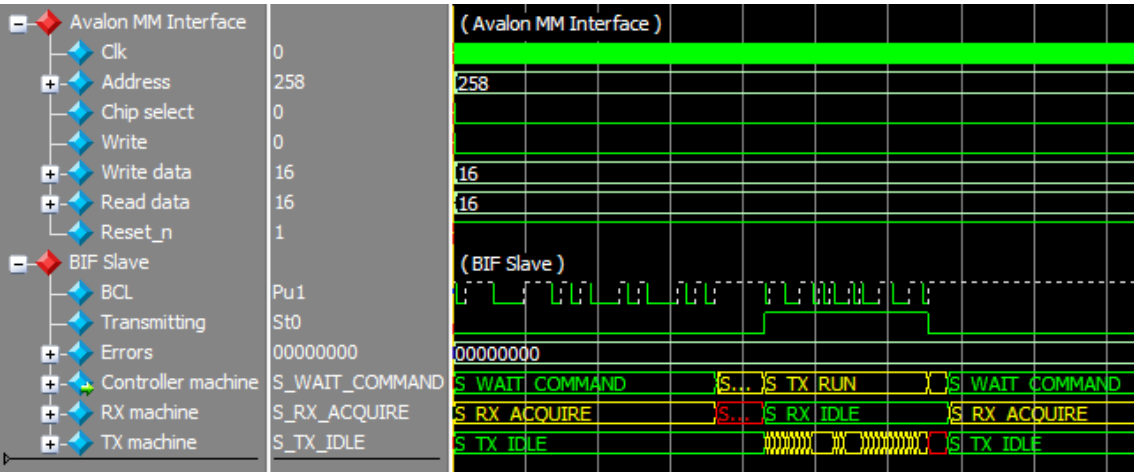 Avalon MM Interface ( Avalon MM Interface )
Clk 0
Address 258 258
Chip select 0
Write 0
Write data 16 16
Read data 16 16
Reset_n 1
BIF Slave ( BIF Slave )
BCL Pu1
Transmitting St0
Errors 00000000 00000000
Controller machine S_WAIT_COMMAND S_WAIT_COMMAND S... S_TX_RUN S_WAIT_COMMAND
RX machine S_RX_ACQUIRE S_RX_ACQUIRE S... S_RX_IDLE S_RX_ACQUIRE
TX machine S_TX_IDLE S_TX_IDLE S_TX_IDLE